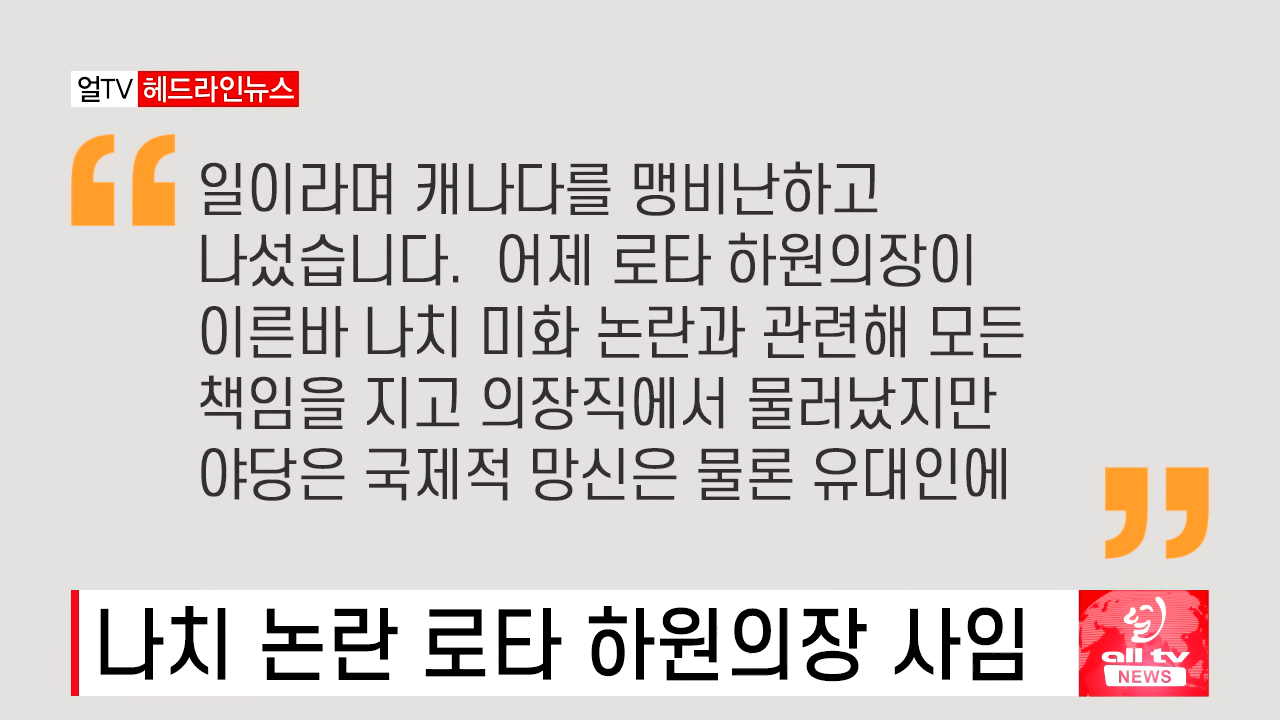 얼TV 헤드라인뉴스
일이라며 캐나다를 맹비난하고
나섰습니다. 어제 로타 하원의장이
이른바 나치 미화 논란과 관련해 모든
책임을 지고 의장직에서 물러났지만
야당은 국제적 망신은 물론 유대인에
나치 논란 로타 하원의장 사임
얼
all tv
NEWS